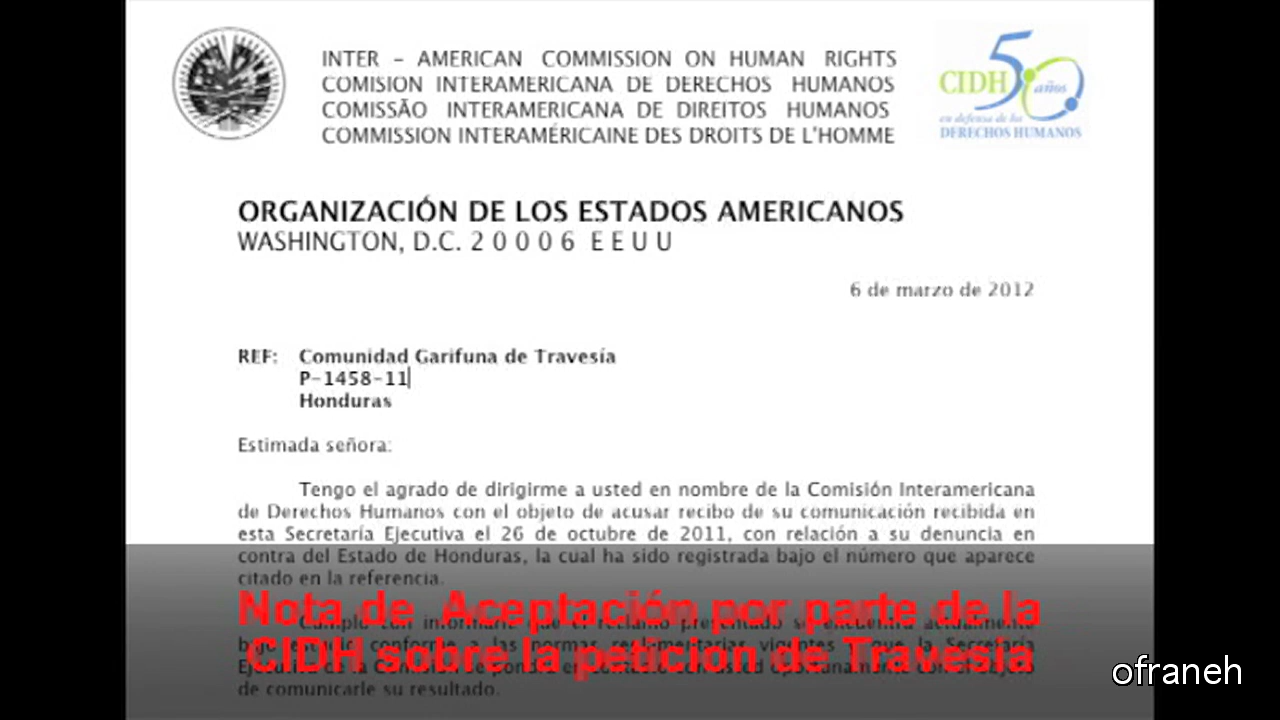 INTER – AMERICAN COMMISSION ON HUMAN RIGHTS
COMISION INTERAMERICANA DE DERECHOS HUMANOS
COMISSÃO INTERAMERICANA DE DIREITOS HUMANOS
COMMISSION INTERAMÉRICAINE DES DROITS DE L'HOMME
CIDH 50 años
en defensa de los
DERECHOS HUMANOS
ORGANIZACIÓN DE LOS ESTADOS AMERICANOS
WASHINGTON, D.C. 2 0 0 0 6 E E U U
6 de marzo de 2012
REF: Comunidad Garifuna de Travesía
P-1458-11
Honduras
Estimada señora:
Tengo el agrado de dirigirme a usted en nombre de la Comisión Interamericana
de Derechos Humanos con el objeto de acusar recibo de su comunicación recibida en
esta Secretaría Ejecutiva el 26 de octubre de 2011, con relación a su denuncia en
contra del Estado de Honduras, la cual ha sido registrada bajo el número que aparece
citado en la referencia.
Nota de Aceptación por parte de la
CIDH sobre la peticion de Travesía
de comunicarle su resultado.
ofraneh